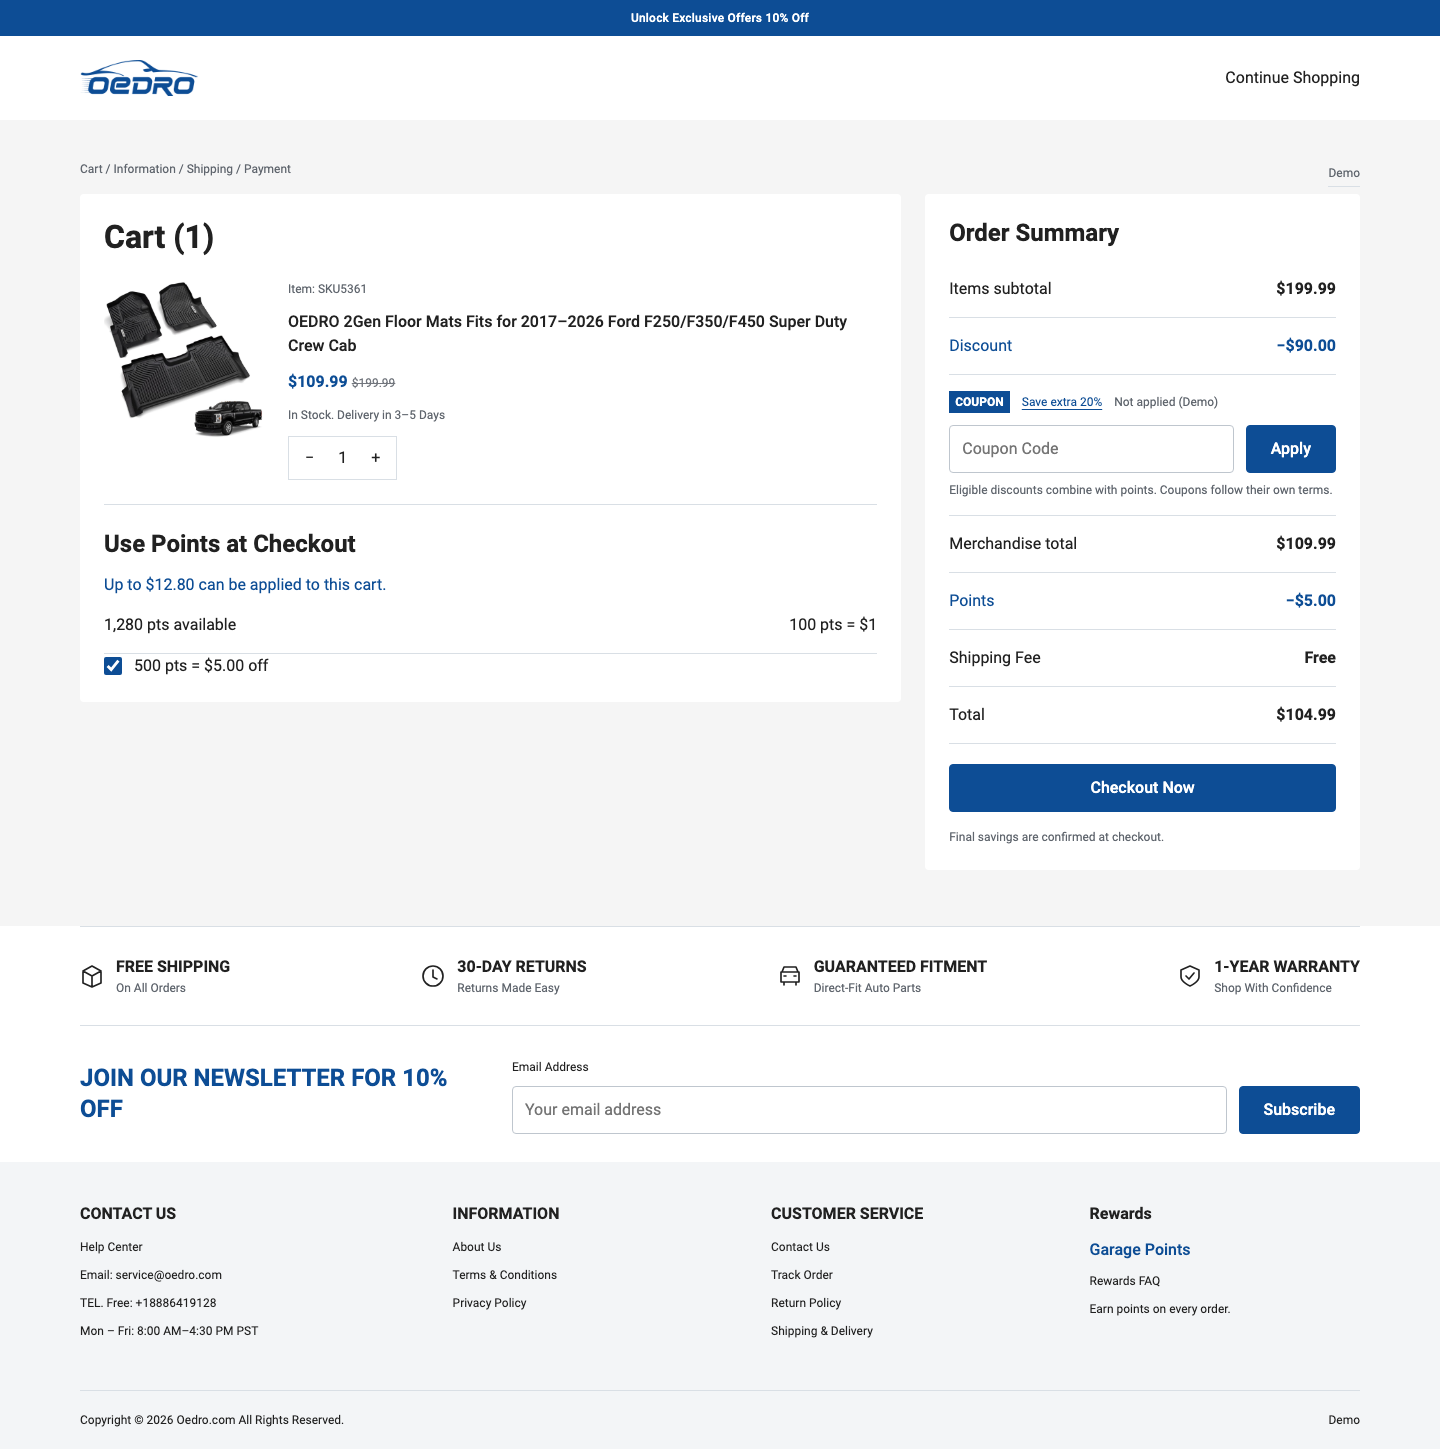 Unlock Exclusive Offers 10% Off
OEDRO
Continue Shopping
Cart / Information / Shipping / Payment
Demo
Cart (1)
Item: SKU5361
OEDRO 2Gen Floor Mats Fits for 2017–2026 Ford F250/F350/F450 Super Duty
Crew Cab
$109.99 $199.99
In Stock. Delivery in 3–5 Days
− 1 +
Use Points at Checkout
Up to $12.80 can be applied to this cart.
1,280 pts available
100 pts = $1
500 pts = $5.00 off
Order Summary
Items subtotal
$199.99
Discount
−$90.00
COUPON Save extra 20% Not applied (Demo)
Coupon Code
Apply
Eligible discounts combine with points. Coupons follow their own terms.
Merchandise total
$109.99
Points
−$5.00
Shipping Fee
Free
Total
$104.99
Checkout Now
Final savings are confirmed at checkout.
FREE SHIPPING
On All Orders
30-DAY RETURNS
Returns Made Easy
GUARANTEED FITMENT
Direct-Fit Auto Parts
1-YEAR WARRANTY
Shop With Confidence
JOIN OUR NEWSLETTER FOR 10%
OFF
Email Address
Your email address
Subscribe
CONTACT US
Help Center
Email: service@oedro.com
TEL. Free: +18886419128
Mon – Fri: 8:00 AM–4:30 PM PST
INFORMATION
About Us
Terms & Conditions
Privacy Policy
CUSTOMER SERVICE
Contact Us
Track Order
Return Policy
Shipping & Delivery
Rewards
Garage Points
Rewards FAQ
Earn points on every order.
Copyright © 2026 Oedro.com All Rights Reserved.
Demo